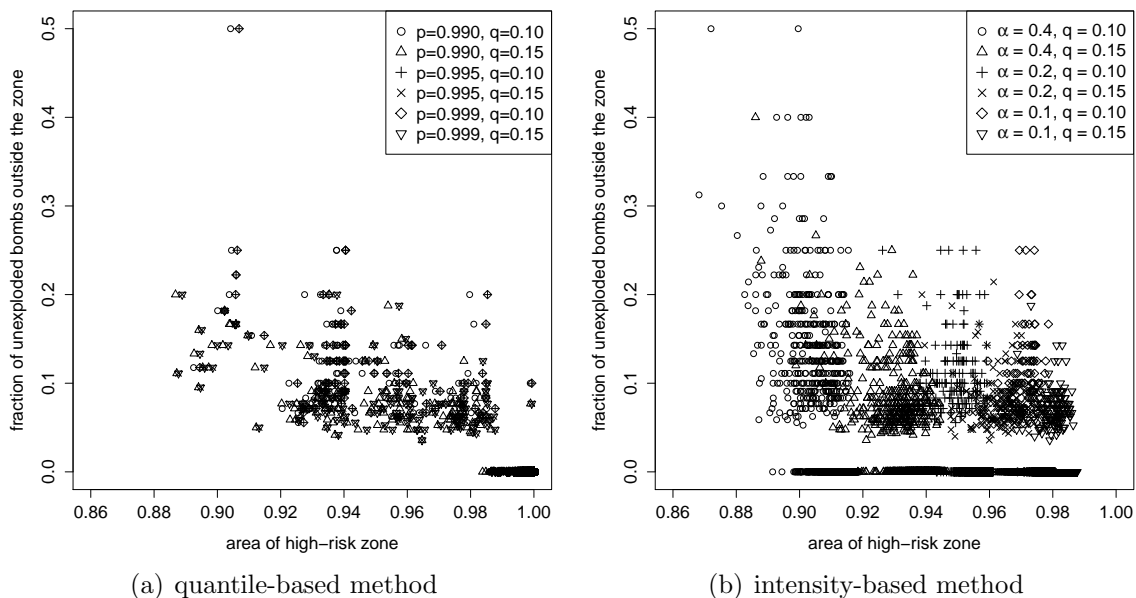 0.5
0.4
0.3
0.2
0.1
0.0
fraction of unexploded bombs outside the zone
p=0.990, q=0.10
p=0.990, q=0.15
p=0.995, q=0.10
p=0.995, q=0.15
p=0.999, q=0.10
p=0.999, q=0.15
0.86 0.88 0.90 0.92 0.94 0.96 0.98 1.00
area of high−risk zone
(a) quantile-based method
0.5
0.4
0.3
0.2
0.1
0.0
fraction of unexploded bombs outside the zone
α = 0.4, q = 0.10
α = 0.4, q = 0.15
α = 0.2, q = 0.10
α = 0.2, q = 0.15
α = 0.1, q = 0.10
α = 0.1, q = 0.15
0.86 0.88 0.90 0.92 0.94 0.96 0.98 1.00
area of high−risk zone
(b) intensity-based method